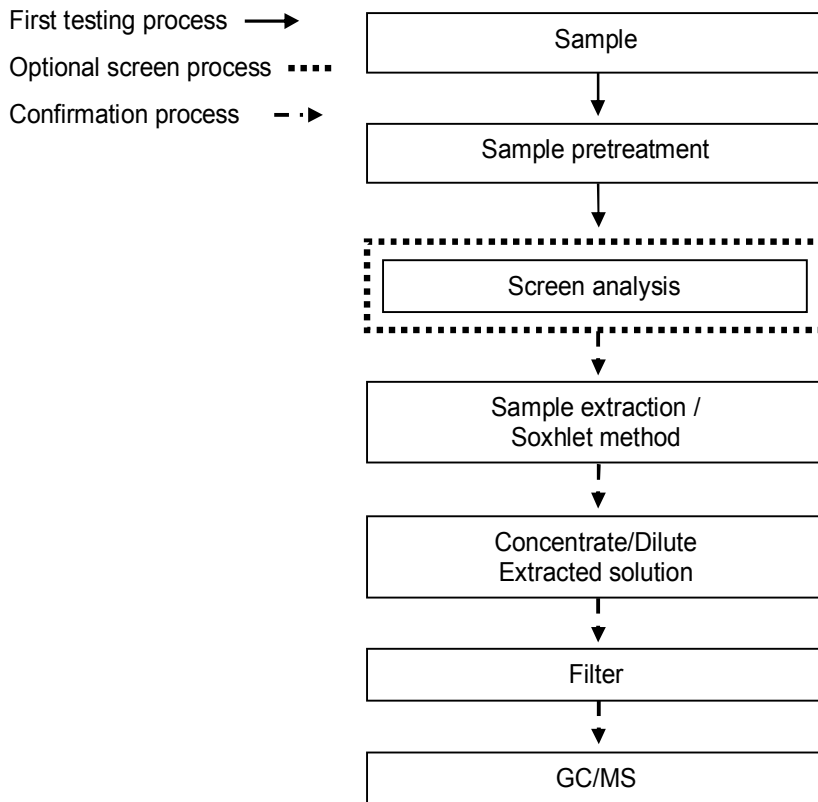 First testing process
Optional screen process
Confirmation process
Sample
Sample pretreatment
Screen analysis
Sample extraction /
Soxhlet method
Concentrate/Dilute
Extracted solution
Filter
GC/MS